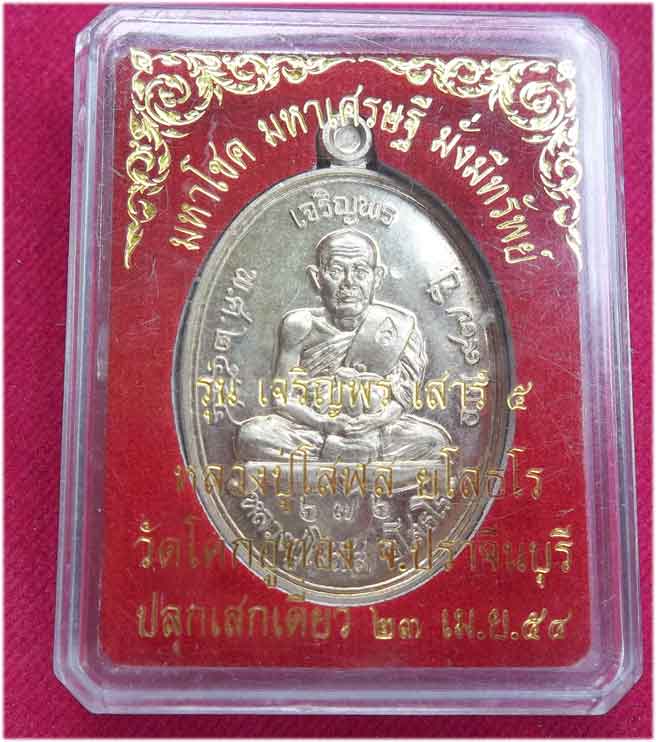 มหาโชค มหาเศรษฐี มั่งมีทรัพย์
เจริญพร
รุ่น เจริญพร เสาร์ ๕
หลวงปู่โสพล ยโสธโร
๒๗๖
วัดโคกอู่ทอง จ.ปราจีนบุรี
ปลุกเสกเดี่ยว ๒๓ เม.ย.๕๔